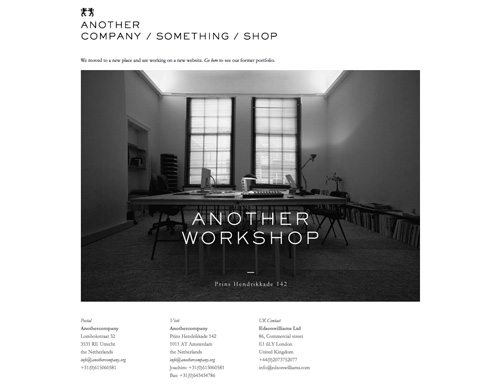 ANOTHER
COMPANY / SOMETHING / SHOP
We moved to a new place and are working on a new website. Go here to see our former portfolio.
ANOTHER
WORKSHOP
Prins Hendrikkade 142
Postal
Anothercompany
Lombokstraat 32
3531 RE Utrecht
the Netherlands
info@anothercompany.org
+31(0)615060581
Visit
Anothercompany
Prins Hendrikkade 142
1011 AT Amsterdam
the Netherlands
info@anothercompany.org
Joachim: +31(0)615060581
Bas: +31(0)643434786
UK Contact
Edsonwilliams Ltd
86, Commercial street
E1 6LY London
United Kingdom
+44(0)2073752077
info@edsonwilliams.com